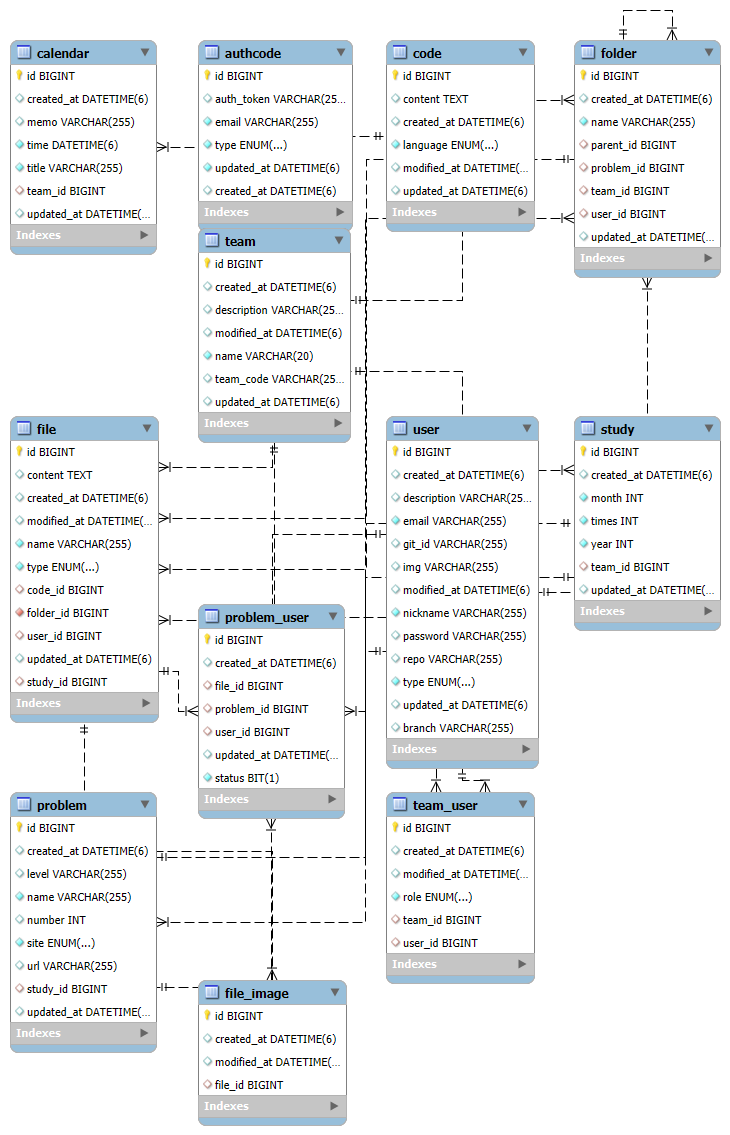 calendar
id BIGINT
created_at DATETIME(6)
memo VARCHAR(255)
time DATETIME(6)
title VARCHAR(255)
team_id BIGINT
updated_at DATETIME(...
Indexes
authcode
id BIGINT
auth_token VARCHAR(25...
email VARCHAR(255)
type ENUM(...)
updated_at DATETIME(6)
created_at DATETIME(6)
Indexes
code
id BIGINT
content TEXT
created_at DATETIME(6)
language ENUM(...)
modified_at DATETIME(...
updated_at DATETIME(6)
Indexes
folder
id BIGINT
created_at DATETIME(6)
name VARCHAR(255)
parent_id BIGINT
problem_id BIGINT
team_id BIGINT
user_id BIGINT
updated_at DATETIME(...
Indexes
team
id BIGINT
created_at DATETIME(6)
description VARCHAR(25...
modified_at DATETIME(6)
name VARCHAR(20)
team_code VARCHAR(25...
updated_at DATETIME(6)
Indexes
file
id BIGINT
content TEXT
created_at DATETIME(6)
modified_at DATETIME(...
name VARCHAR(255)
type ENUM(...)
code_id BIGINT
folder_id BIGINT
user_id BIGINT
updated_at DATETIME(6)
study_id BIGINT
Indexes
user
id BIGINT
created_at DATETIME(6)
description VARCHAR(25...
email VARCHAR(255)
git_id VARCHAR(255)
img VARCHAR(255)
modified_at DATETIME(6)
nickname VARCHAR(255)
password VARCHAR(255)
repo VARCHAR(255)
type ENUM(...)
updated_at DATETIME(6)
branch VARCHAR(255)
Indexes
study
id BIGINT
created_at DATETIME(6)
month INT
times INT
year INT
team_id BIGINT
updated_at DATETIME(...
Indexes
problem_user
id BIGINT
created_at DATETIME(6)
file_id BIGINT
problem_id BIGINT
user_id BIGINT
updated_at DATETIME(...
status BIT(1)
Indexes
problem
id BIGINT
created_at DATETIME(6)
level VARCHAR(255)
name VARCHAR(255)
number INT
site ENUM(...)
url VARCHAR(255)
study_id BIGINT
updated_at DATETIME(...
Indexes
team_user
id BIGINT
created_at DATETIME(6)
modified_at DATETIME(...
role ENUM(...)
team_id BIGINT
user_id BIGINT
Indexes
file_image
id BIGINT
created_at DATETIME(6)
modified_at DATETIME(...
file_id BIGINT
Indexes